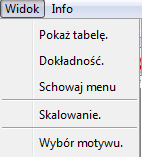 Widok Info
Pokaż tabelę.
Dokładność.
Schowaj menu
Skalowanie.
Wybór motywu.